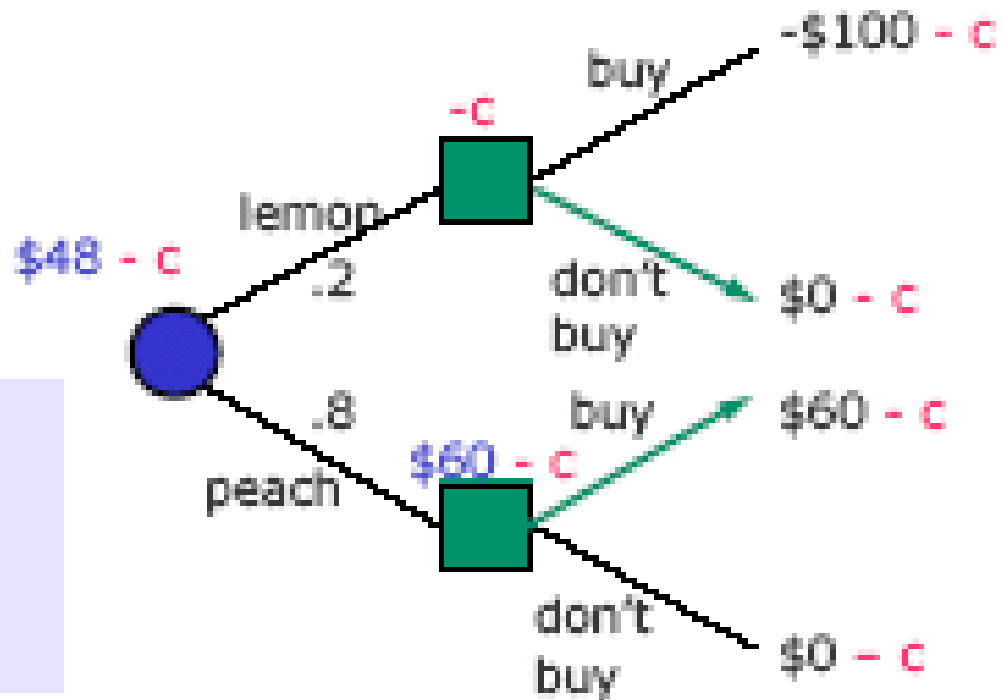 -$100 - c
buy
-c
lemon
$48 - c
.2
don't
buy
$0 - c
.8
buy
$60 - c
$60 - c
peach
don't
buy
$0 - c